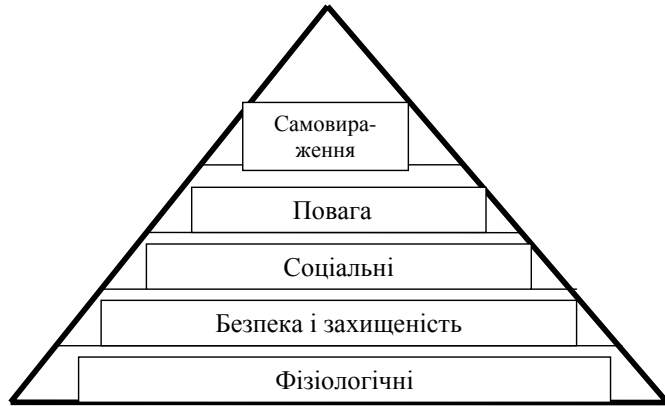 Самовира-
ження
Повага
Соціальні
Безпека і захищеність
Фізіологічні